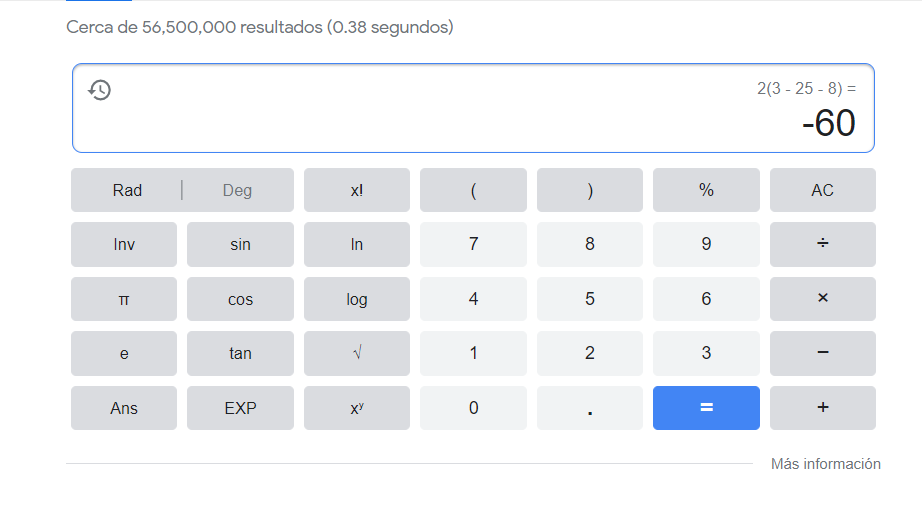 Cerca de 56,500,000 resultados (0.38 segundos)
2(3 - 25 - 8) =
-60
Rad | Deg x! ( ) % AC
Inv sin ln 7 8 9 ÷
π cos log 4 5 6 ×
e tan √ 1 2 3 −
Ans EXP xʸ 0 . = +
Más información